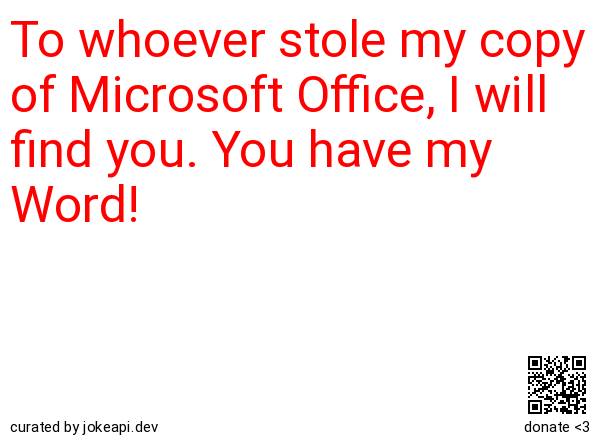 To whoever stole my copy
of Microsoft Office, I will
find you. You have my
Word!
curated by jokeapi.dev
donate <3